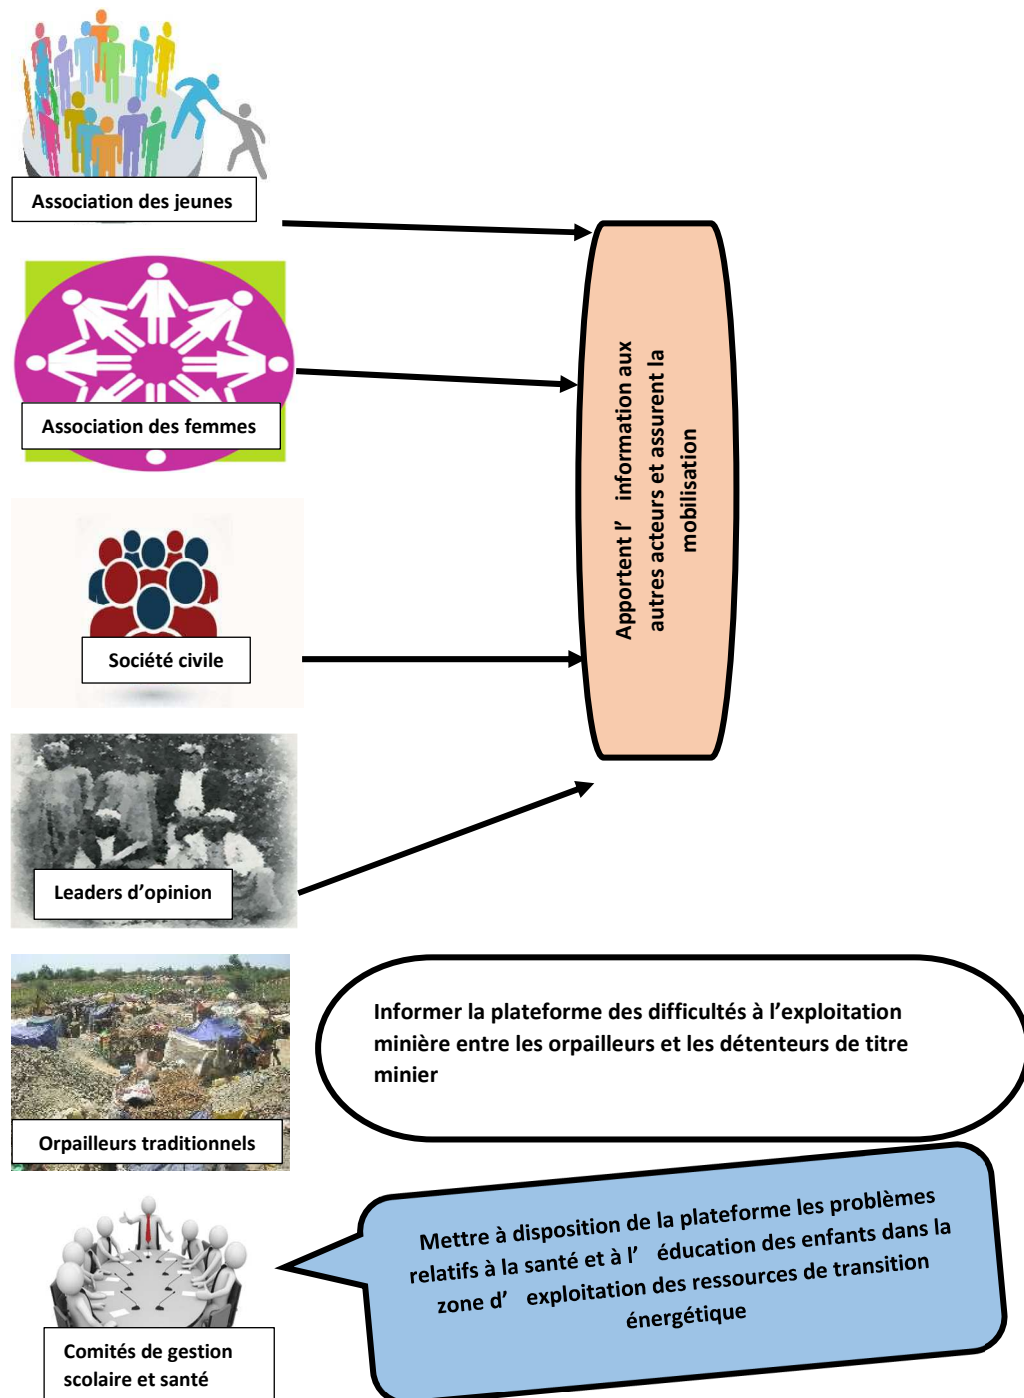 Association des jeunes
Association des femmes
Société civile
Leaders d’opinion
Apportent l’ information aux
autres acteurs et assurent la
mobilisation
Orpailleurs traditionnels
Informer la plateforme des difficultés à l’exploitation
minière entre les orpailleurs et les détenteurs de titre
minier
Comités de gestion
scolaire et santé
Mettre à disposition de la plateforme les problèmes
relatifs à la santé et à l’ éducation des enfants dans la
zone d’ exploitation des ressources de transition
énergétique